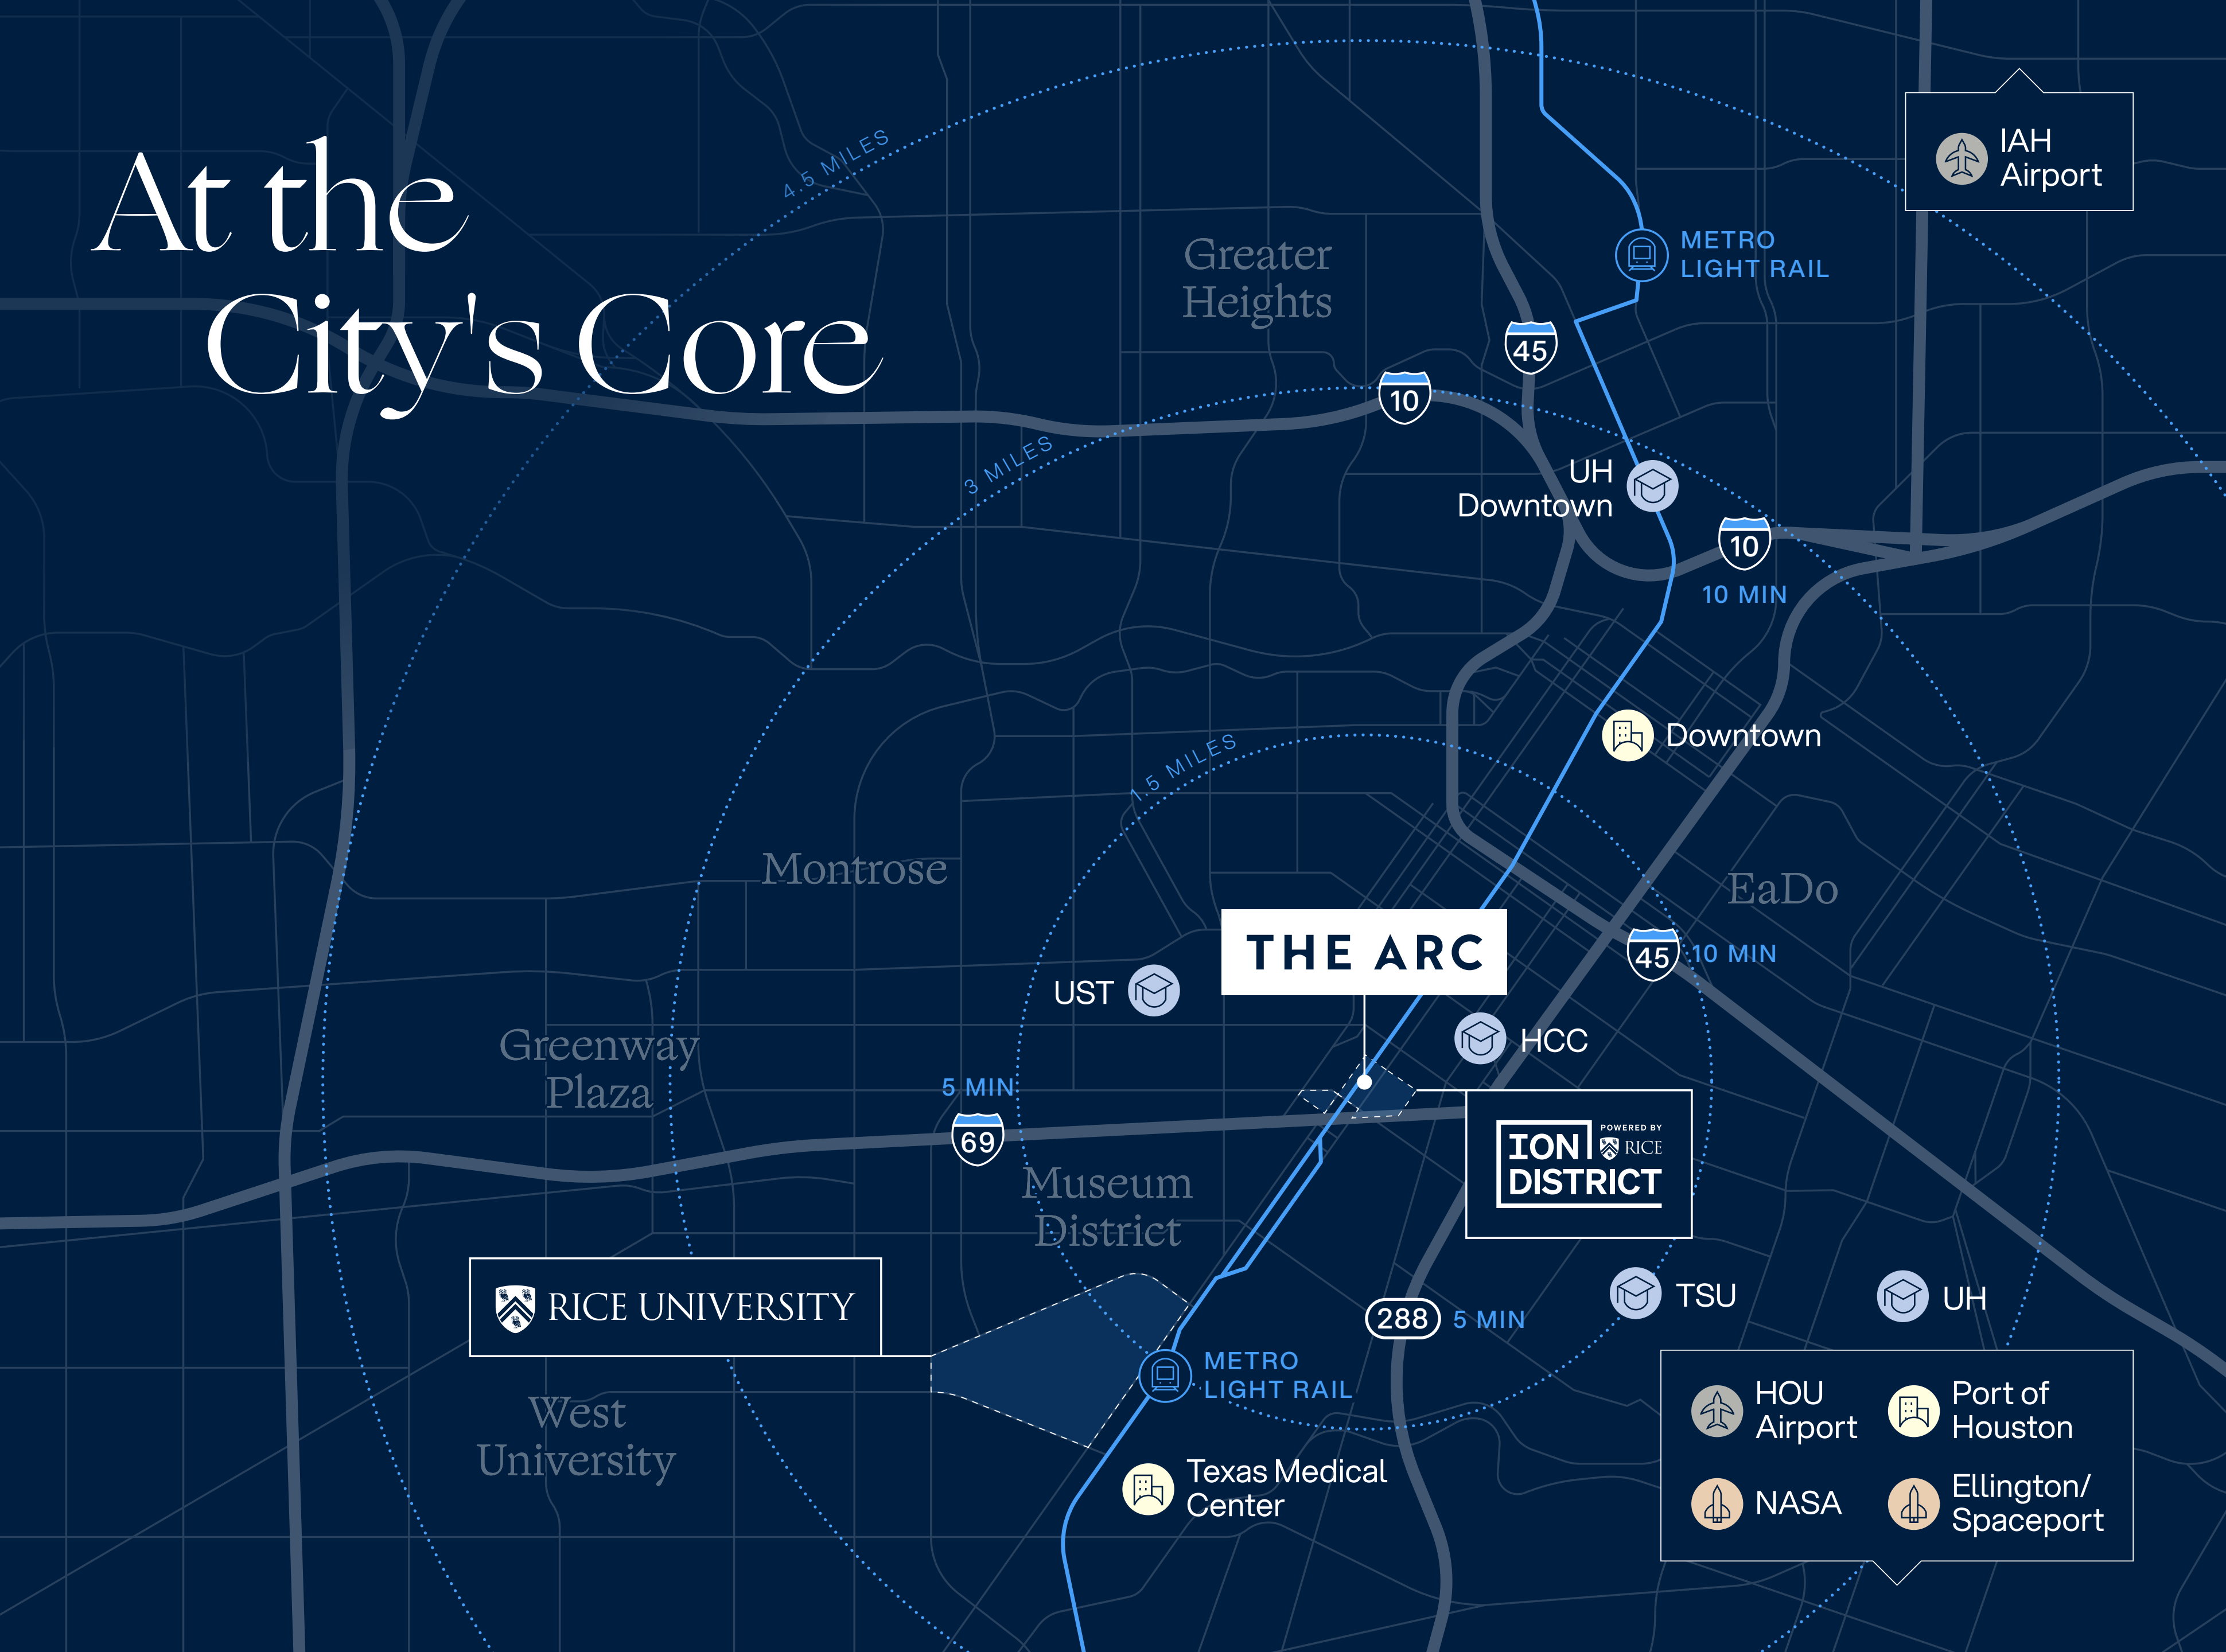 At the
City's Core
4.5 MILES
IAH
Airport
Greater
Heights
METRO
LIGHT RAIL
45
10
3 MILES
UH
Downtown
10
10 MIN
Downtown
1.5 MILES
Montrose
EaDo
THE ARC
45
10 MIN
UST
HCC
Greenway
Plaza
5 MIN
69
ION
DISTRICT
POWERED BY
RICE
Museum
District
RICE UNIVERSITY
TSU
UH
288
5 MIN
METRO
LIGHT RAIL
West
University
Texas Medical
Center
HOU
Airport
Port of
Houston
NASA
Ellington/
Spaceport